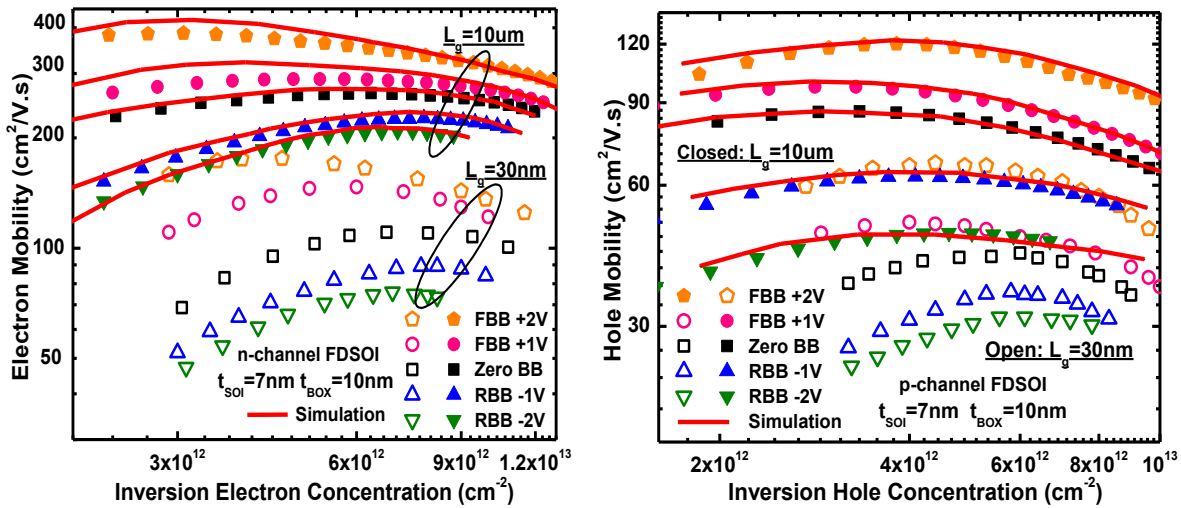 400
300
200
100
50
Electron Mobility (cm²/V.s)
L_g=10um
L_g=30nm
FBB +2V
FBB +1V
Zero BB
RBB -1V
RBB -2V
n-channel FDSOI
t_SOI=7nm t_BOX=10nm
Simulation
3x10¹²
6x10¹²
9x10¹²
1.2x10¹³
Inversion Electron Concentration (cm⁻²)
120
90
60
30
Hole Mobility (cm²/V.s)
Closed: L_g=10um
FBB +2V
FBB +1V
Zero BB
RBB -1V
RBB -2V
Simulation
Open: L_g=30nm
p-channel FDSOI
t_SOI=7nm t_BOX=10nm
2x10¹²
4x10¹²
6x10¹²
8x10¹²
10¹³
Inversion Hole Concentration (cm⁻²)